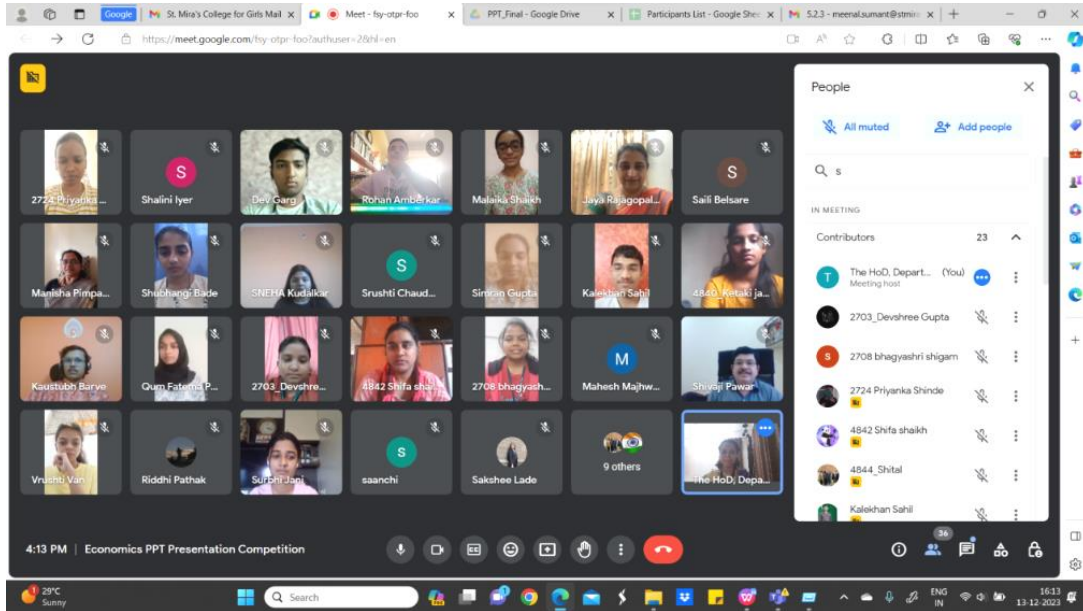 Google
St. Mira's College for Girls Mail
Meet - fsy-otpr-foo
PPT_Final - Google Drive
Participants List - Google She
5.2.3 - meenal.sumant@stmir
https://meet.google.com/fsy-otpr-foo?authuser=2&hl=en
2724 Priyanka ...
S
Shalini Iyer
Dev Garg
Rohan Amberkar
Malaika Shaikh
Jaya Rajagopal...
S
Saili Belsare
Manisha Pimpa...
Shubhangi Bade
SNEHA Kudalkar
S
Srushti Chaud...
Simran Gupta
Kalekhan Sahil
4840_Ketaki ja...
Kaustubh Barve
Qum Fatema P...
2703_Devshre...
4842 Shifa shai...
2708 bhagyash...
M
Mahesh Majhw...
Shivaji Pawar
Vrushti Van
Riddhi Pathak
Surbhi Jani
S
saanchi
Sakshee Lade
9 others
The HoD, Depa...
People
All muted
Add people
s
IN MEETING
Contributors 23
T
The HoD, Depart... (You)
Meeting host
2703_Devshree Gupta
S
2708 bhagyashri shigam
2724 Priyanka Shinde
4842 Shifa shaikh
4844_Shital
Kalekhan Sahil
4:13 PM | Economics PPT Presentation Competition
CC
36
29°C
Sunny
Search
ENG
IN
16:13
13-12-2023